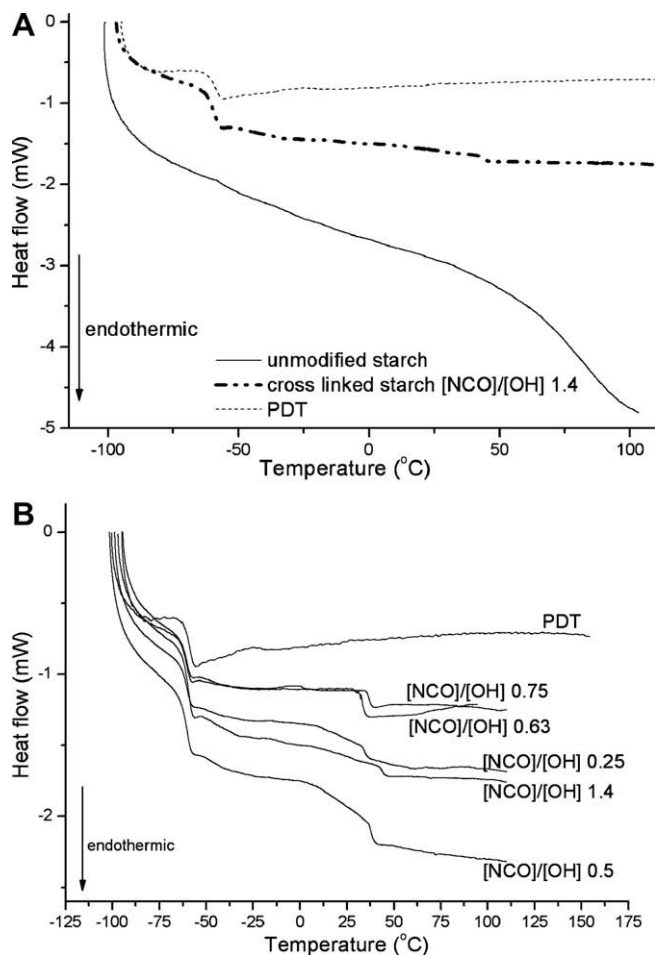 A
0
-1
-2
-3
-4
-5
Heat flow (mW)
endothermic
unmodified starch
cross linked starch [NCO]/[OH] 1.4
PDT
-100 -50 0 50 100
Temperature (°C)
B
0
-1
-2
Heat flow (mW)
PDT
[NCO]/[OH] 0.75
[NCO]/[OH] 0.63
[NCO]/[OH] 0.25
[NCO]/[OH] 1.4
endothermic
[NCO]/[OH] 0.5
-125 -100 -75 -50 -25 0 25 50 75 100 125 150 175
Temperature (°C)